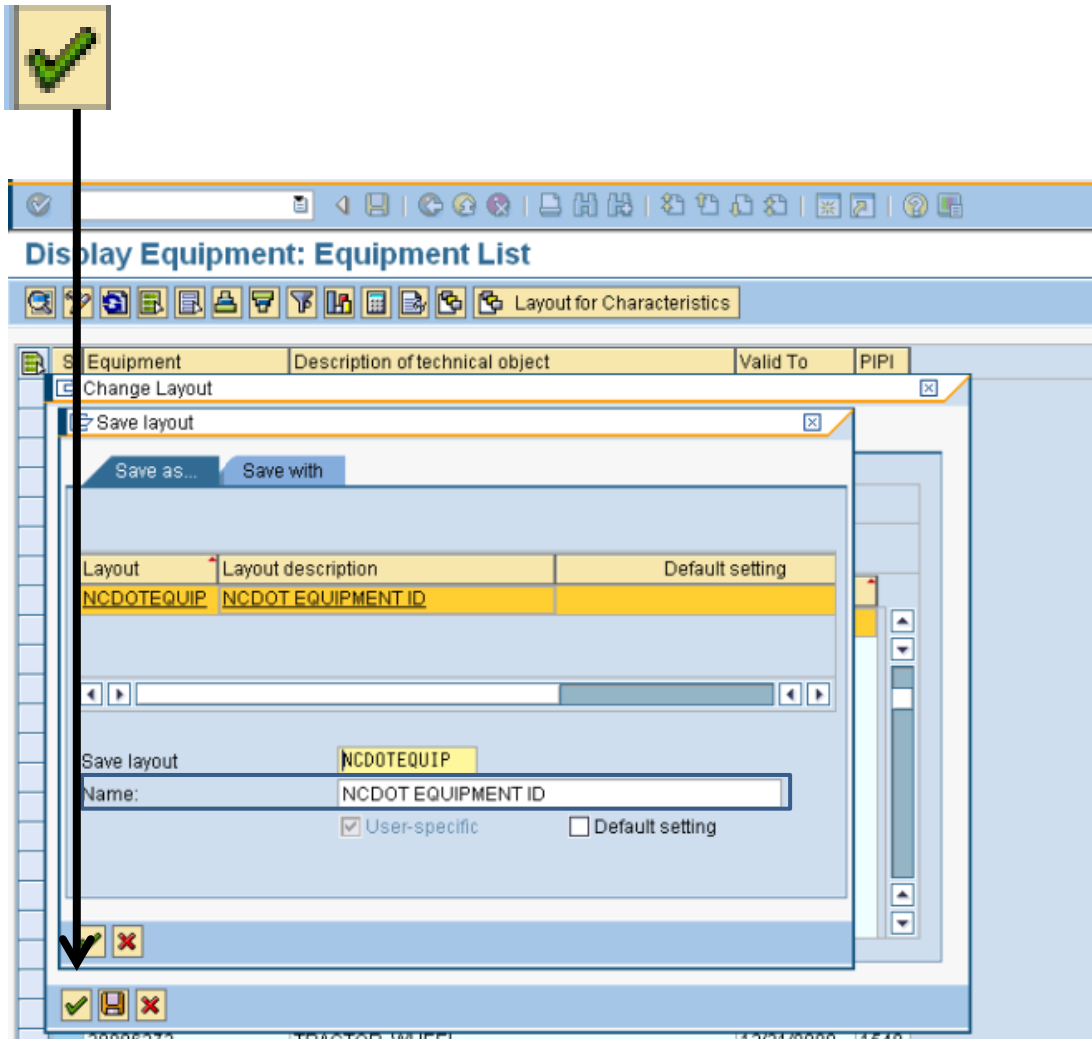 Display Equipment: Equipment List
Layout for Characteristics
S Equipment Description of technical object Valid To PIPI
Change Layout
Save layout
Save as... Save with
Layout Layout description Default setting
NCDOTEQUIP NCDOT EQUIPMENT ID
Save layout NCDOTEQUIP
Name: NCDOT EQUIPMENT ID
User-specific Default setting